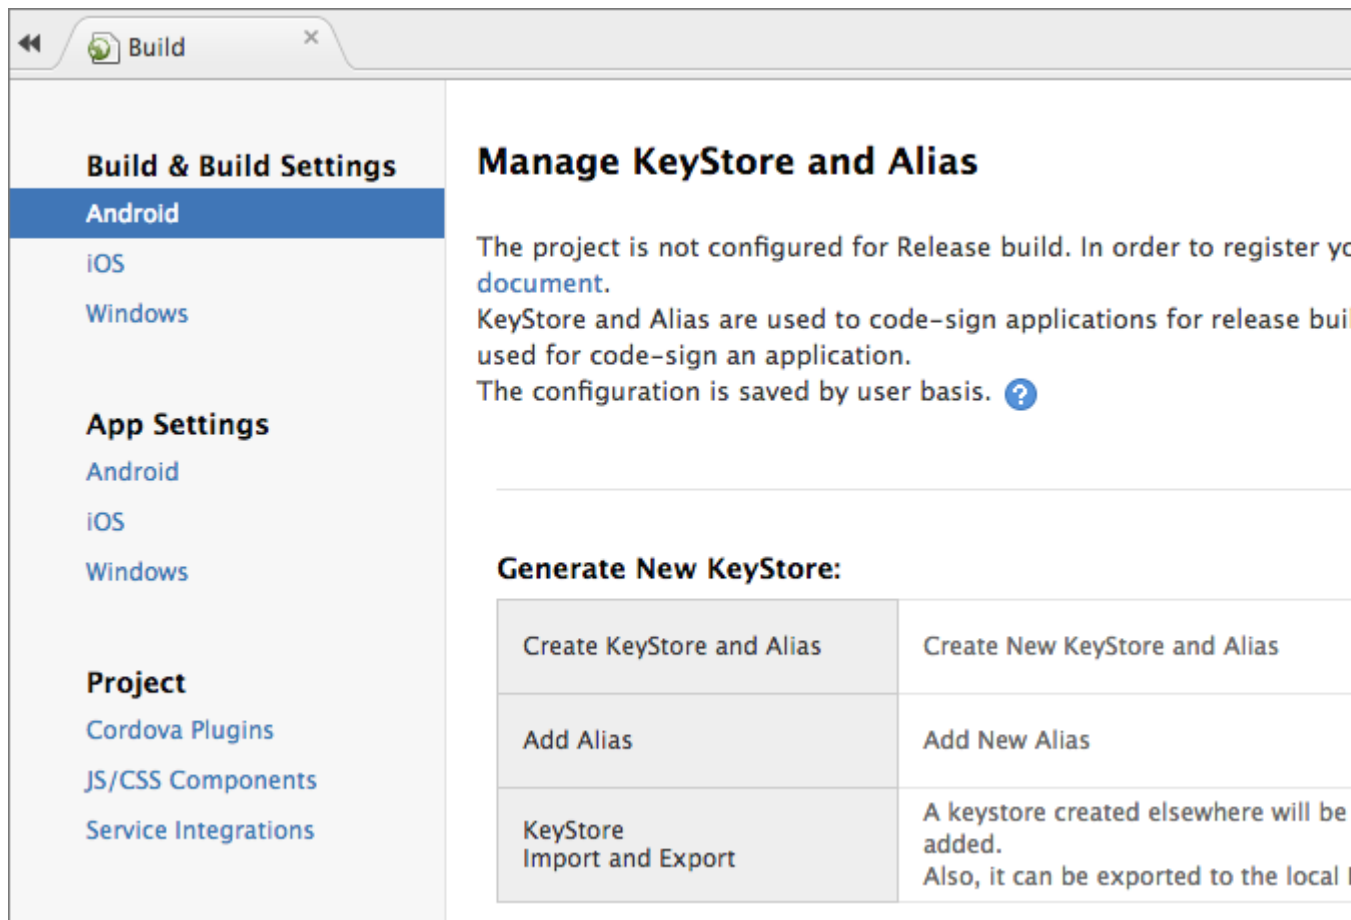 Build
Build & Build Settings
Android
iOS
Windows
App Settings
Android
iOS
Windows
Project
Cordova Plugins
JS/CSS Components
Service Integrations
Manage KeyStore and Alias
The project is not configured for Release build. In order to register
document.
KeyStore and Alias are used to code-sign applications for release
used for code-sign an application.
The configuration is saved by user basis. ?
Generate New KeyStore:
Create KeyStore and Alias
Create New KeyStore and Alias
Add Alias
Add New Alias
KeyStore
Import and Export
A keystore created elsewhere will be
added.
Also, it can be exported to the local